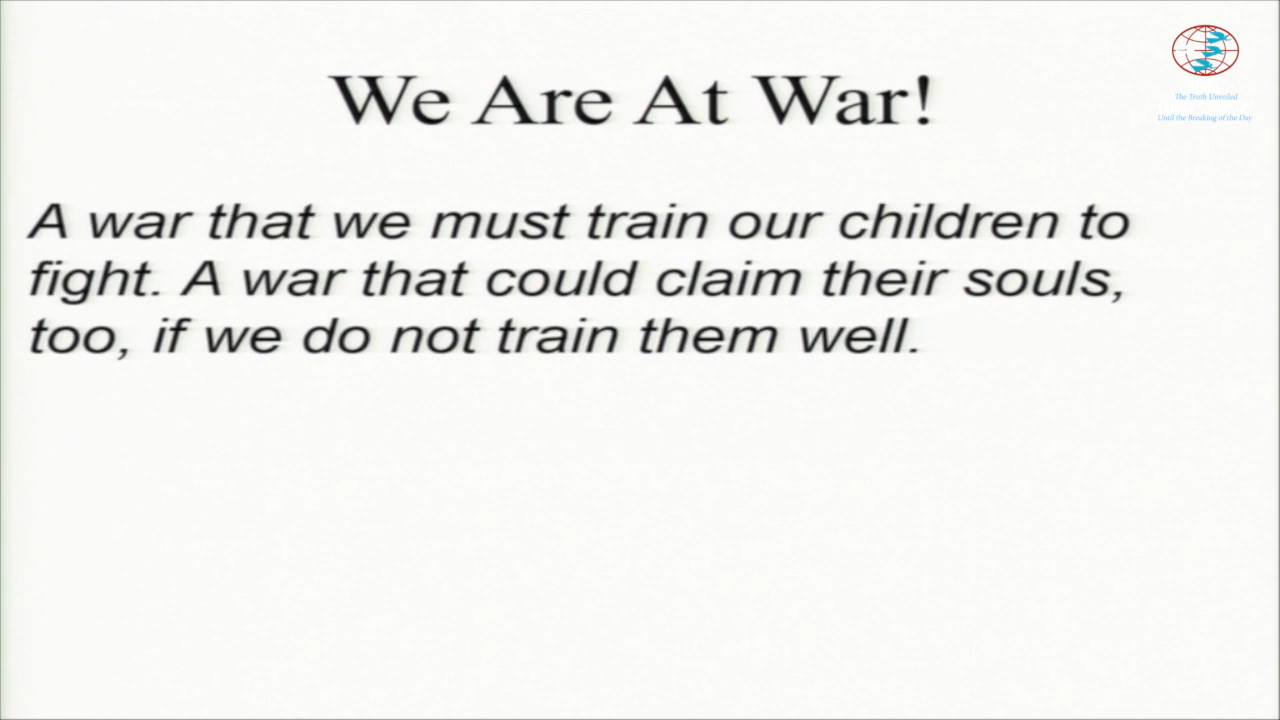 We Are At War!
The Truth Unveiled
Until the Breaking of the Day
A war that we must train our children to
fight. A war that could claim their souls,
too, if we do not train them well.